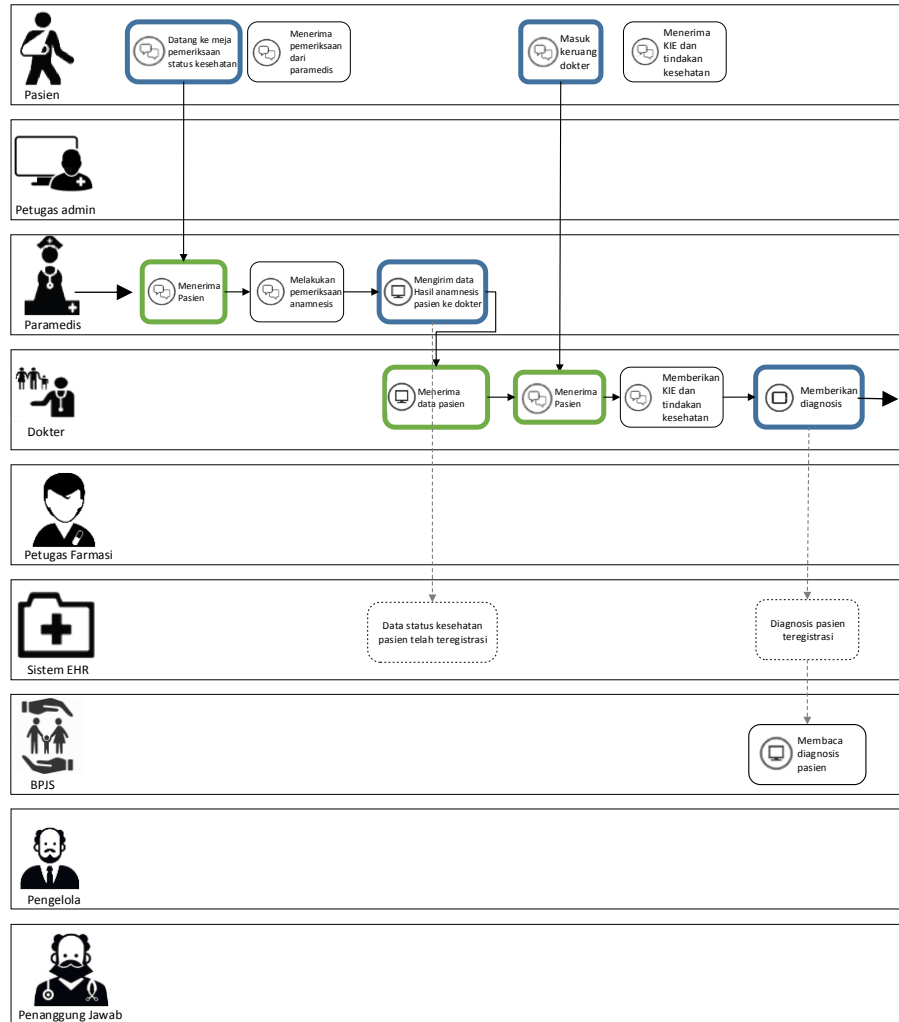 Datang ke meja
pemeriksaan
status kesehatan
Menerima
pemeriksaan
dari
paramedis
Masuk
keruang
dokter
Menerima
KIE dan
tindakan
kesehatan
Pasien
Petugas admin
Menerima
Pasien
Melakukan
pemeriksaan
anamnesis
Mengirim data
Hasil anamnesis
pasien ke dokter
Paramedis
Menerima
data pasien
Menerima
Pasien
Memberikan
KIE dan
tindakan
kesehatan
Memberikan
diagnosis
Dokter
Petugas Farmasi
Data status kesehatan
pasien telah teregistrasi
Diagnosis pasien
teregistrasi
Sistem EHR
Membaca
diagnosis
pasien
BPJS
Pengelola
Penanggung Jawab